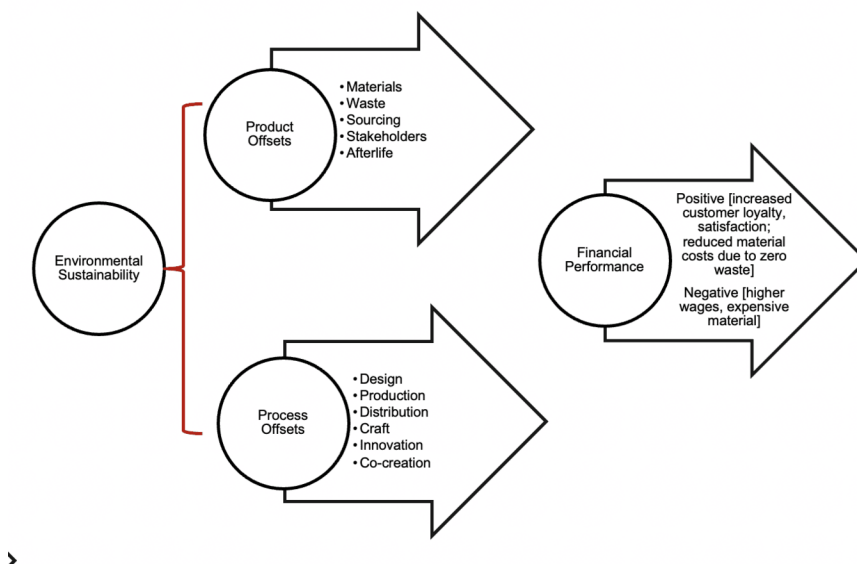 Environmental
Sustainability
Product
Offsets
• Materials
• Waste
• Sourcing
• Stakeholders
• Afterlife
Process
Offsets
• Design
• Production
• Distribution
• Craft
• Innovation
• Co-creation
Financial
Performance
Positive [increased
customer loyalty,
satisfaction;
reduced material
costs due to zero
waste]
Negative [higher
wages, expensive
material]